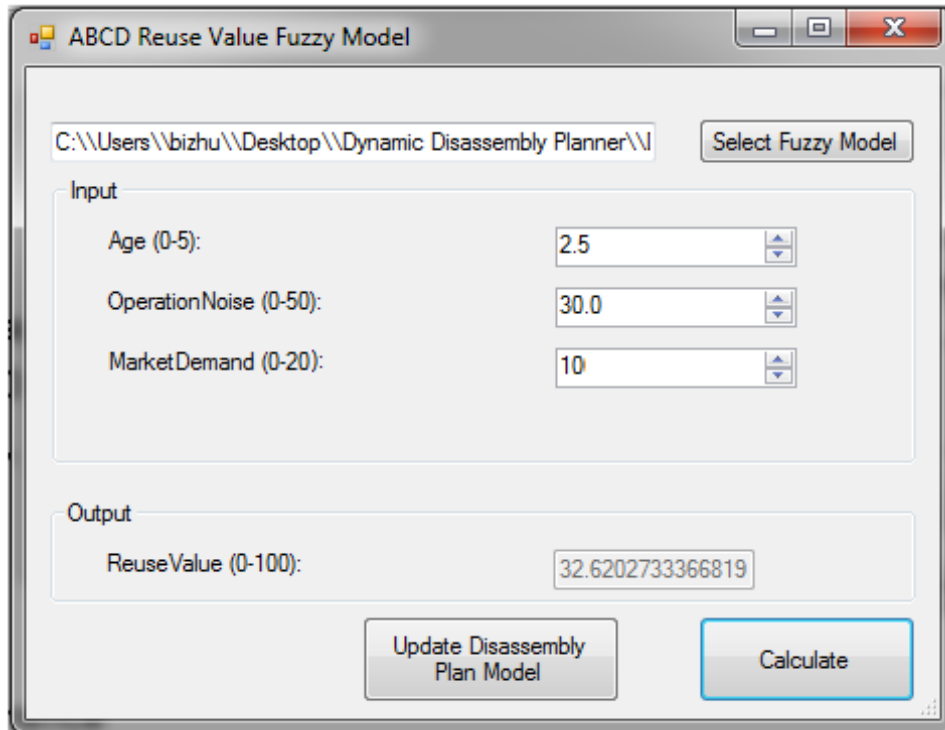 ABCD Reuse Value Fuzzy Model
C:\\Users\\bizhu\\Desktop\\Dynamic Disassembly Planner\\
Select Fuzzy Model
Input
Age (0-5):
2.5
OperationNoise (0-50):
30.0
MarketDemand (0-20):
10
Output
ReuseValue (0-100):
32.6202733366819
Update Disassembly
Plan Model
Calculate